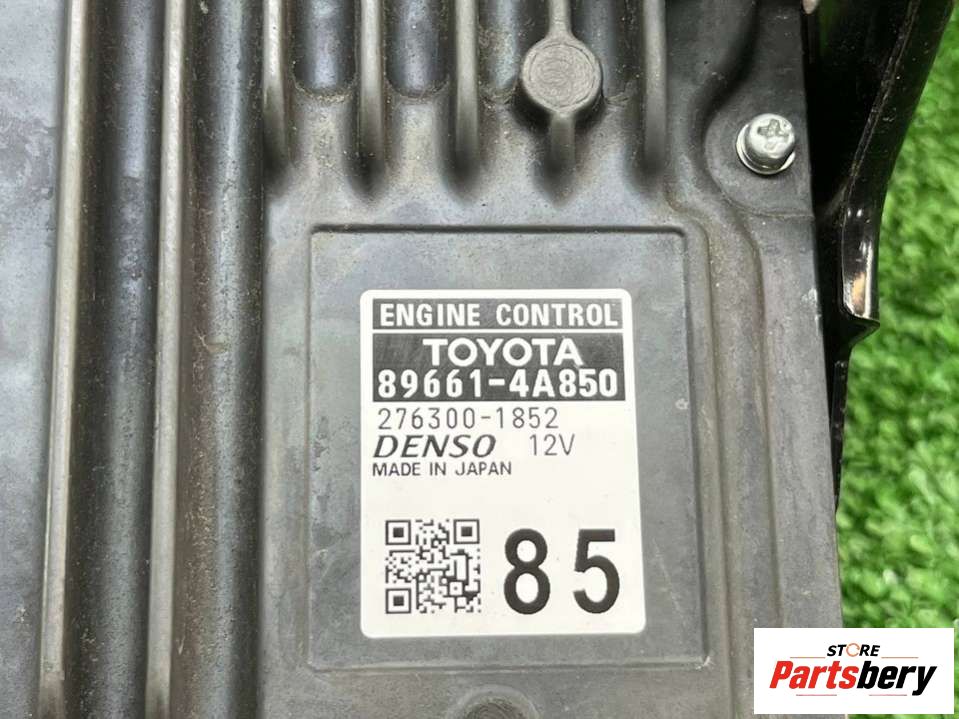 ENGINE CONTROL
TOYOTA
89661-4A850
276300-1852
DENSO 12V
MADE IN JAPAN
85
STORE
Partsbery